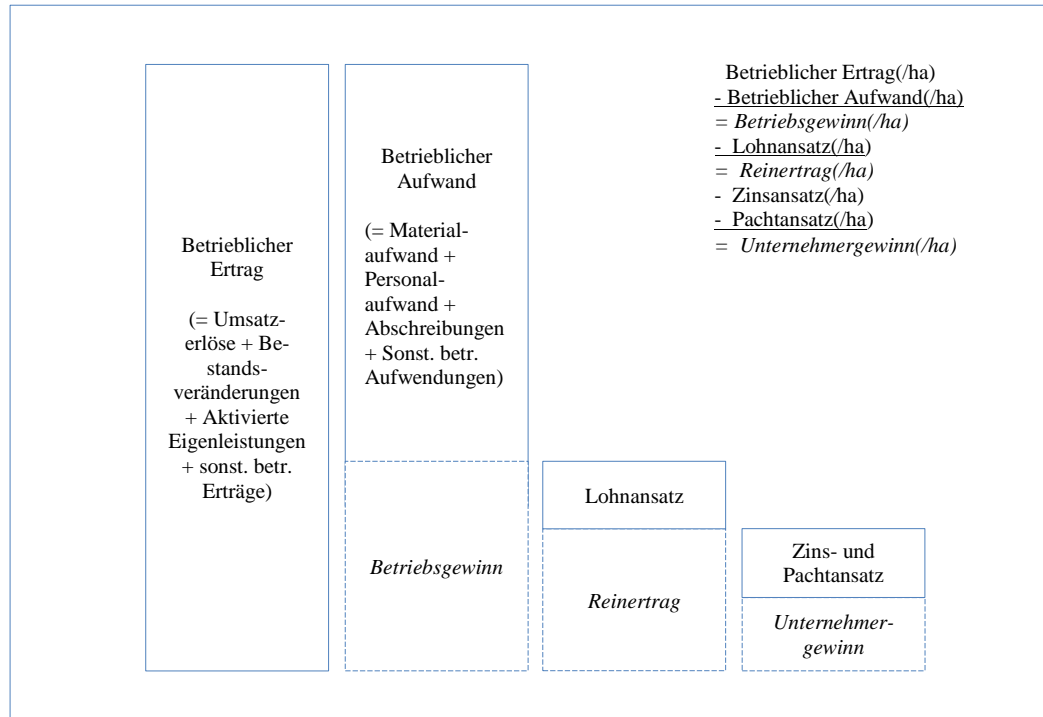 Betrieblicher
Ertrag
(= Umsatz-
erlöse + Be-
stands-
veränderungen
+ Aktivierte
Eigenleistungen
+ sonst. betr.
Erträge)
Betrieblicher
Aufwand
(= Material-
aufwand +
Personal-
aufwand +
Abschreibungen
+ Sonst. betr.
Aufwendungen)
Betriebsgewinn
Lohnansatz
Reinertrag
Zins- und
Pachtansatz
Unternehmer-
gewinn
Betrieblicher Ertrag(/ha)
- Betrieblicher Aufwand(/ha)
= Betriebsgewinn(/ha)
- Lohnansatz(/ha)
= Reinertrag(/ha)
- Zinsansatz(/ha)
- Pachtansatz(/ha)
= Unternehmergewinn(/ha)